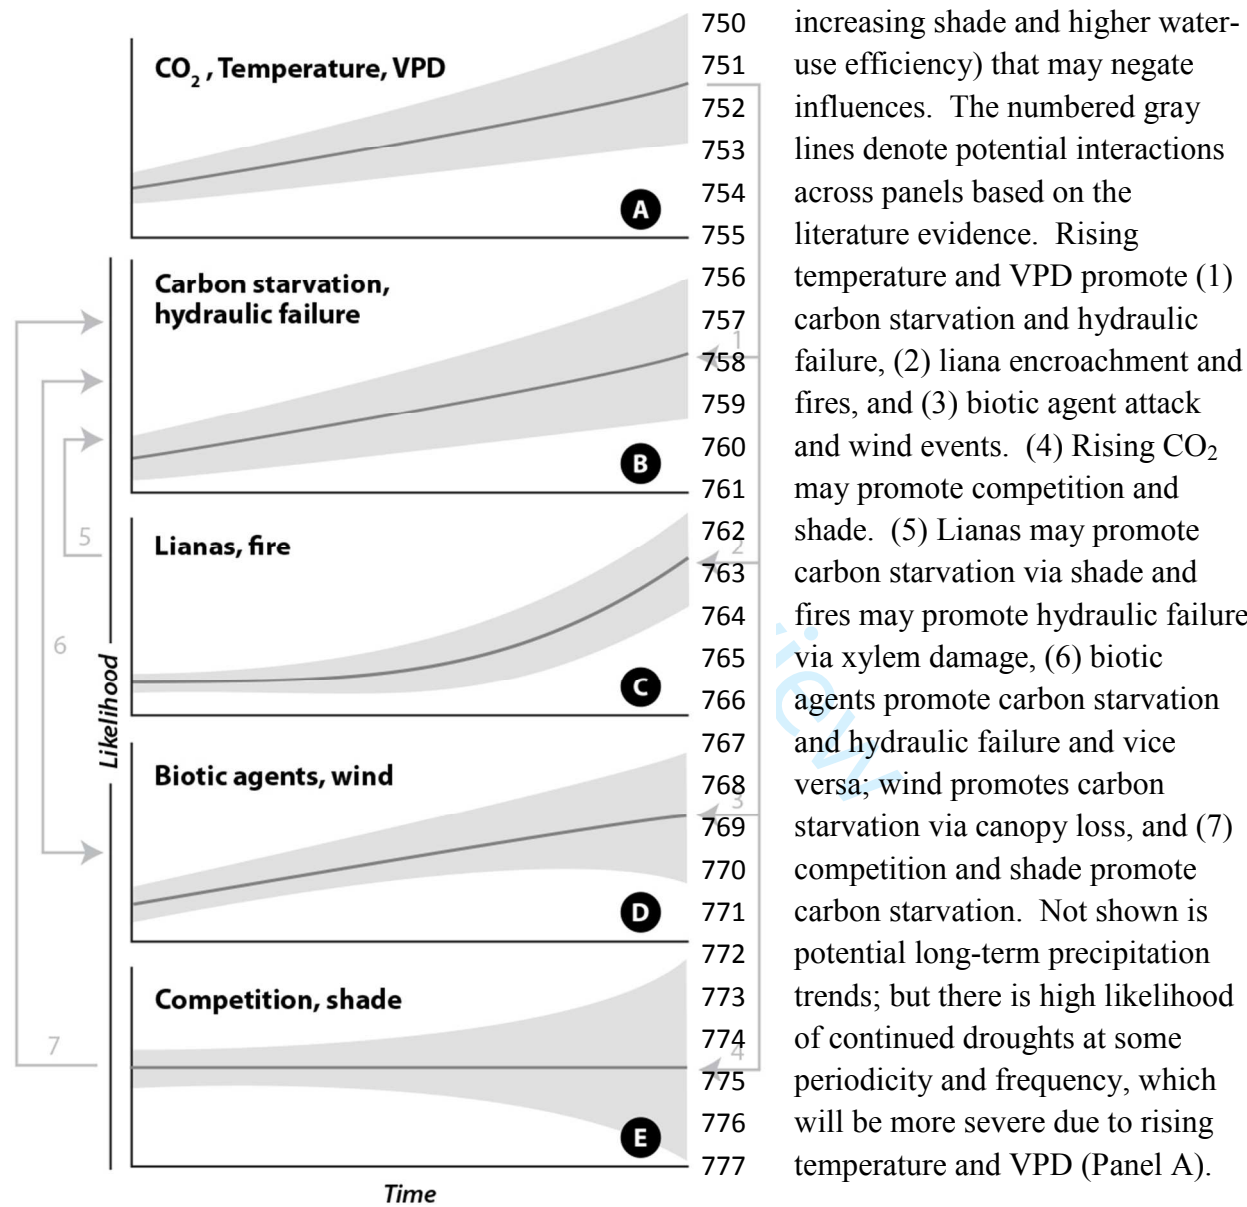 CO2 , Temperature, VPD
A
Carbon starvation,
hydraulic failure
B
Lianas, fire
C
Biotic agents, wind
D
Competition, shade
E
Likelihood
Time
1
2
3
4
5
6
7
750 increasing shade and higher water-
751 use efficiency) that may negate
752 influences. The numbered gray
753 lines denote potential interactions
754 across panels based on the
755 literature evidence. Rising
756 temperature and VPD promote (1)
757 carbon starvation and hydraulic
758 failure, (2) liana encroachment and
759 fires, and (3) biotic agent attack
760 and wind events. (4) Rising CO2
761 may promote competition and
762 shade. (5) Lianas may promote
763 carbon starvation via shade and
764 fires may promote hydraulic failure
765 via xylem damage, (6) biotic
766 agents promote carbon starvation
767 and hydraulic failure and vice
768 versa; wind promotes carbon
769 starvation via canopy loss, and (7)
770 competition and shade promote
771 carbon starvation. Not shown is
772 potential long-term precipitation
773 trends; but there is high likelihood
774 of continued droughts at some
775 periodicity and frequency, which
776 will be more severe due to rising
777 temperature and VPD (Panel A).